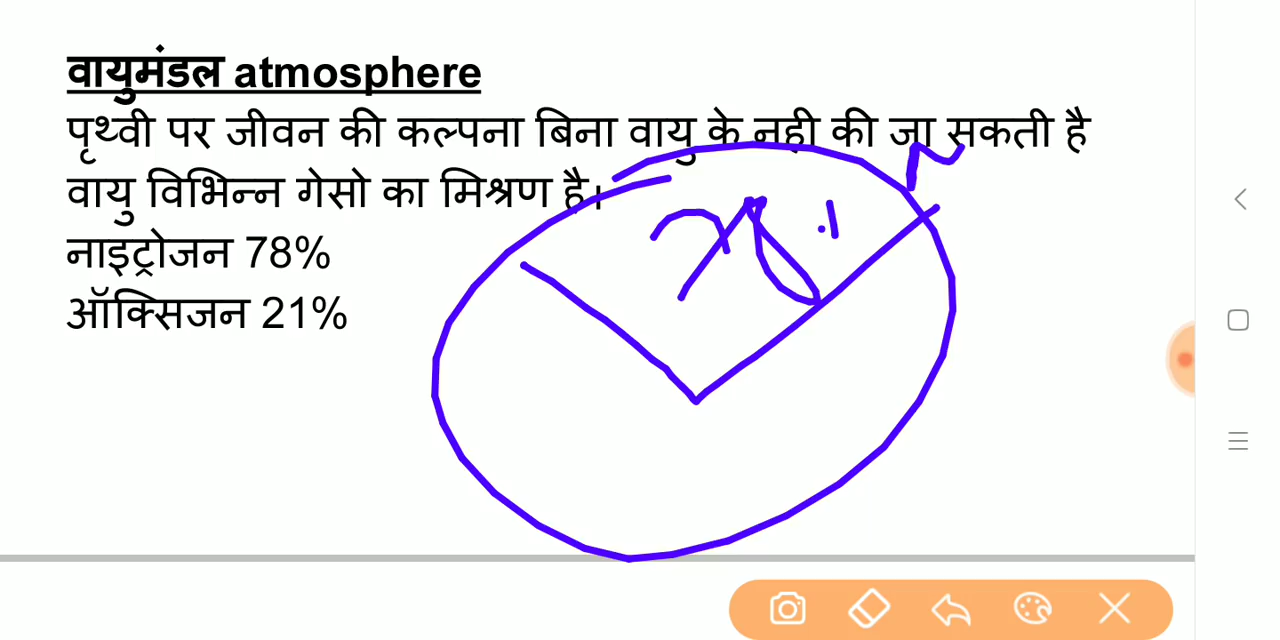 वायुमंडल atmosphere
पृथ्वी पर जीवन की कल्पना बिना वायु के नही की जा सकती है
वायु विभिन्न गेसो का मिश्रण है।
नाइट्रोजन 78%
ऑक्सिजन 21%